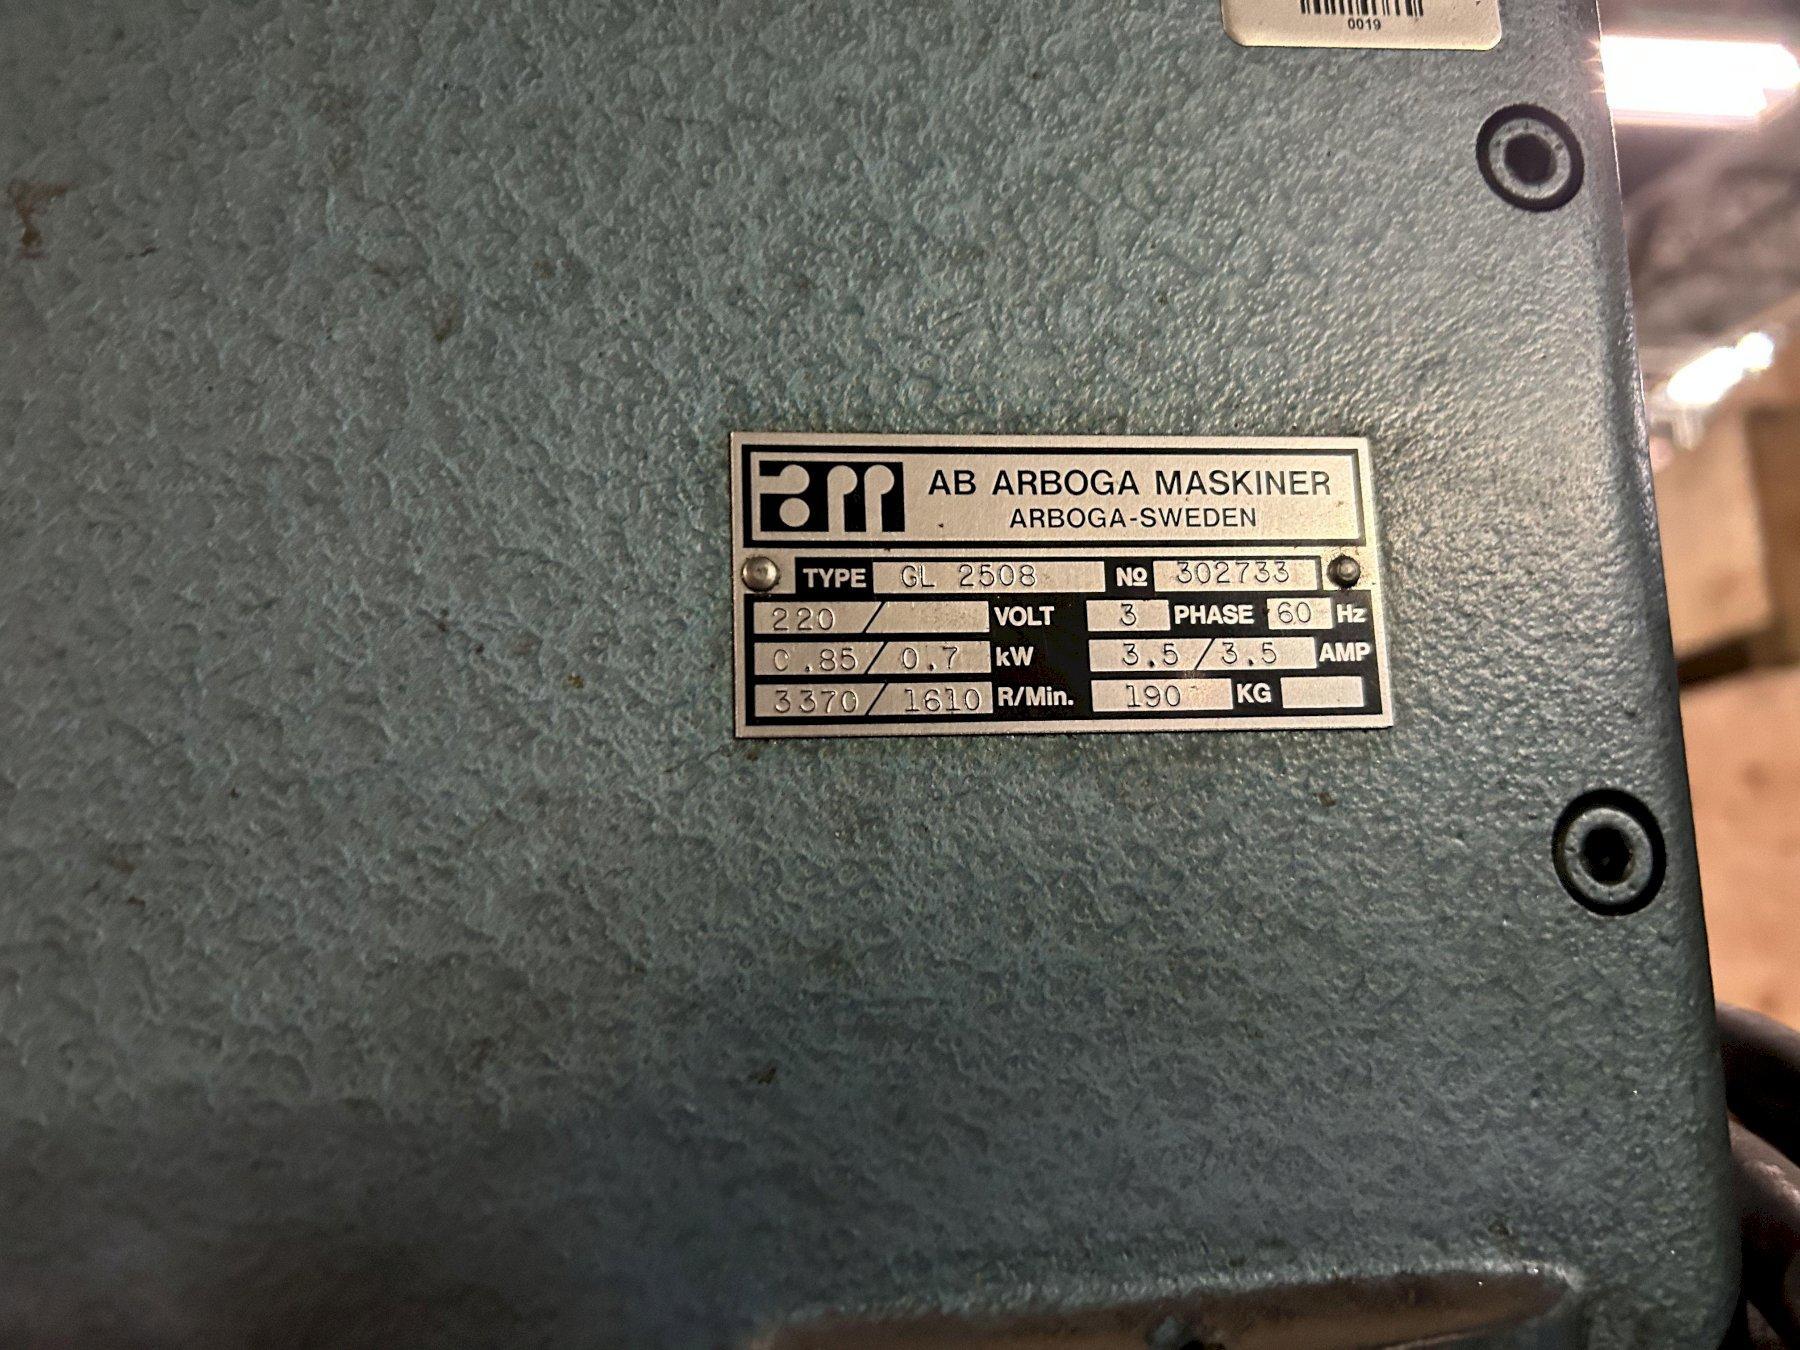 0019
am AB ARBOGA MASKINER
ARBOGA-SWEDEN
TYPE GL 2508 No 302733
220 / VOLT 3 PHASE 60 Hz
0.85 / 0.7 kW 3.5 / 3.5 AMP
3370 / 1610 R/Min. 190 KG